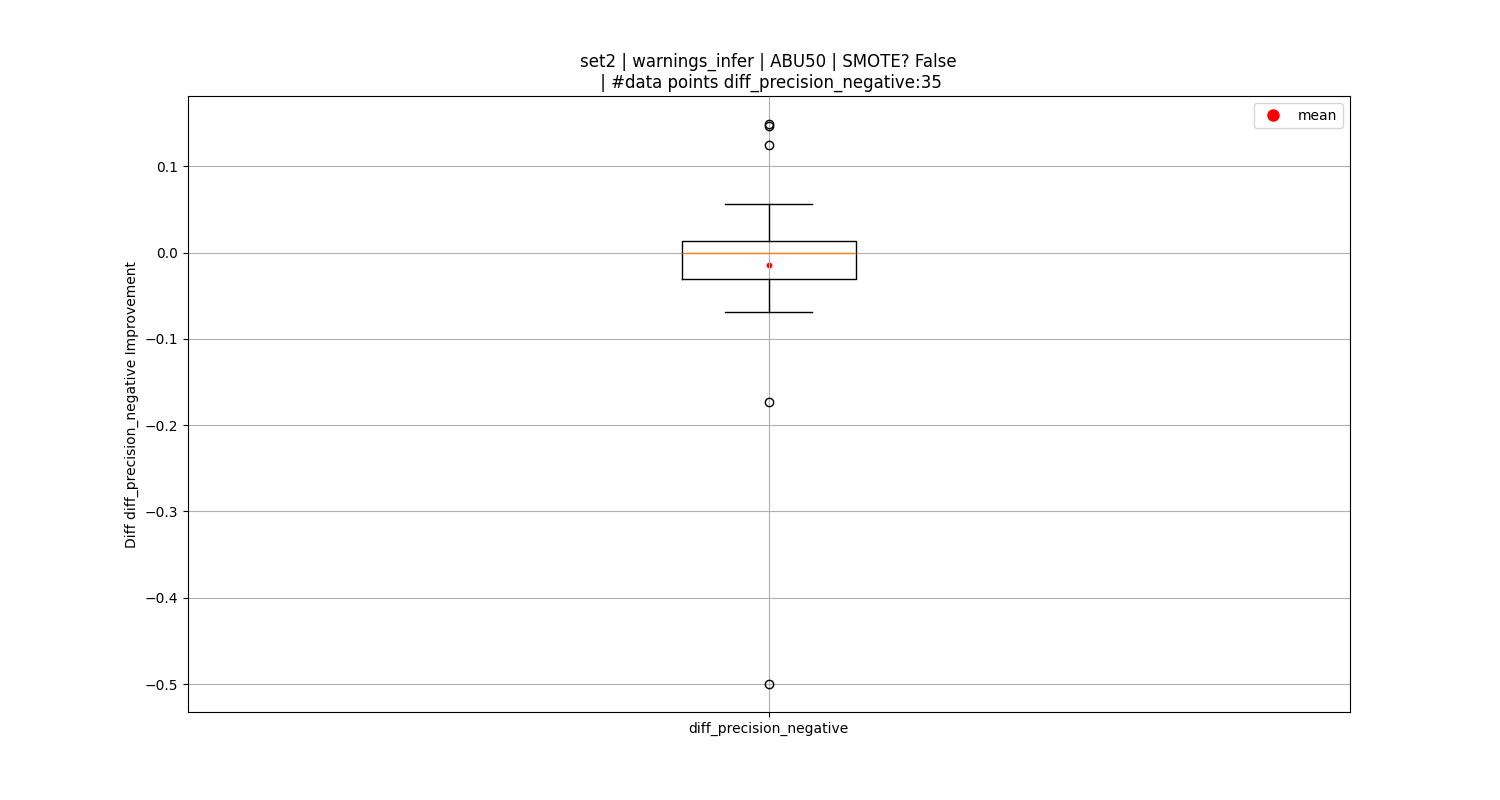 set2 | warnings_infer | ABU50 | SMOTE? False
| #data points diff_precision_negative:35
mean
0.1
0.0
−0.1
−0.2
−0.3
−0.4
−0.5
Diff diff_precision_negative Improvement
diff_precision_negative